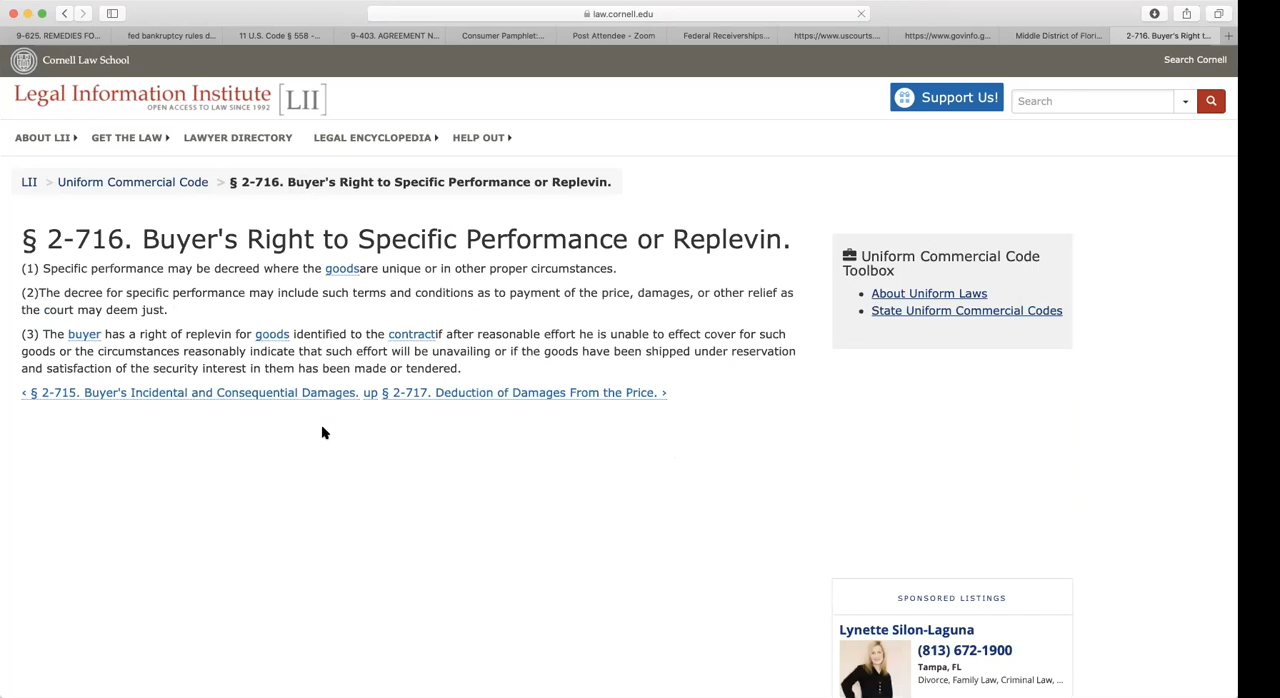 law.cornell.edu
9-625. REMEDIES FO...
fed bankruptcy rules d...
11 U.S. Code § 558 -...
9-403. AGREEMENT N...
Consumer Pamphlet:...
Post Attendee - Zoom
Federal Receiverships...
https://www.uscourts....
https://www.govinfo.g...
Middle District of Flori...
2-716. Buyer's Right t...
Cornell Law School
Search Cornell
Legal Information Institute [LII]
OPEN ACCESS TO LAW SINCE 1992
Support Us!
Search
ABOUT LII GET THE LAW LAWYER DIRECTORY LEGAL ENCYCLOPEDIA HELP OUT
LII > Uniform Commercial Code > § 2-716. Buyer's Right to Specific Performance or Replevin.
§ 2-716. Buyer's Right to Specific Performance or Replevin.
(1) Specific performance may be decreed where the goodsare unique or in other proper circumstances.
(2)The decree for specific performance may include such terms and conditions as to payment of the price, damages, or other relief as
the court may deem just.
(3) The buyer has a right of replevin for goods identified to the contractif after reasonable effort he is unable to effect cover for such
goods or the circumstances reasonably indicate that such effort will be unavailing or if the goods have been shipped under reservation
and satisfaction of the security interest in them has been made or tendered.
‹ § 2-715. Buyer's Incidental and Consequential Damages. up § 2-717. Deduction of Damages From the Price. ›
Uniform Commercial Code
Toolbox
• About Uniform Laws
• State Uniform Commercial Codes
SPONSORED LISTINGS
Lynette Silon-Laguna
(813) 672-1900
Tampa, FL
Divorce, Family Law, Criminal Law, ...